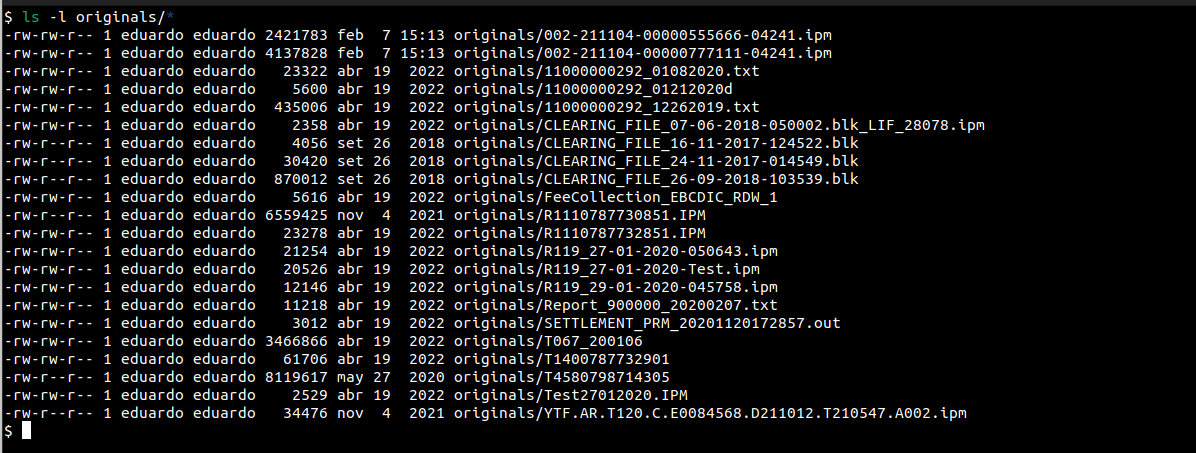 $ ls -l originals/*
-rw-rw-r-- 1 eduardo eduardo 2421783 feb  7 15:13 originals/002-211104-00000555666-04241.ipm
-rw-rw-r-- 1 eduardo eduardo 4137828 feb  7 15:13 originals/002-211104-00000777111-04241.ipm
-rw-rw-r-- 1 eduardo eduardo   23322 abr 19  2022 originals/11000000292_01082020.txt
-rw-rw-r-- 1 eduardo eduardo    5600 abr 19  2022 originals/11000000292_01212020d
-rw-rw-r-- 1 eduardo eduardo  435006 abr 19  2022 originals/11000000292_12262019.txt
-rw-rw-r-- 1 eduardo eduardo    2358 abr 19  2022 originals/CLEARING_FILE_07-06-2018-050002.blk_LIF_28078.ipm
-rw-r--r-- 1 eduardo eduardo    4056 set 26  2018 originals/CLEARING_FILE_16-11-2017-124522.blk
-rw-r--r-- 1 eduardo eduardo   30420 set 26  2018 originals/CLEARING_FILE_24-11-2017-014549.blk
-rw-r--r-- 1 eduardo eduardo  870012 set 26  2018 originals/CLEARING_FILE_26-09-2018-103539.blk
-rw-rw-r-- 1 eduardo eduardo    5616 abr 19  2022 originals/FeeCollection_EBCDIC_RDW_1
-rw-rw-r-- 1 eduardo eduardo 6559425 nov  4  2021 originals/R1110787730851.IPM
-rw-rw-r-- 1 eduardo eduardo   23278 abr 19  2022 originals/R1110787732851.IPM
-rw-rw-r-- 1 eduardo eduardo   21254 abr 19  2022 originals/R119_27-01-2020-050643.ipm
-rw-rw-r-- 1 eduardo eduardo   20526 abr 19  2022 originals/R119_27-01-2020-Test.ipm
-rw-rw-r-- 1 eduardo eduardo   12146 abr 19  2022 originals/R119_29-01-2020-045758.ipm
-rw-rw-r-- 1 eduardo eduardo   11218 abr 19  2022 originals/Report_900000_20200207.txt
-rw-rw-r-- 1 eduardo eduardo    3012 abr 19  2022 originals/SETTLEMENT_PRM_20201120172857.out
-rw-rw-r-- 1 eduardo eduardo 3466866 abr 19  2022 originals/T067_200106
-rw-rw-r-- 1 eduardo eduardo   61706 abr 19  2022 originals/T1400787732901
-rw-r--r-- 1 eduardo eduardo 8119617 may 27  2020 originals/T4580798714305
-rw-rw-r-- 1 eduardo eduardo    2529 abr 19  2022 originals/Test27012020.IPM
-rw-r--r-- 1 eduardo eduardo   34476 nov  4  2021 originals/YTF.AR.T120.C.E0084568.D211012.T210547.A002.ipm
$